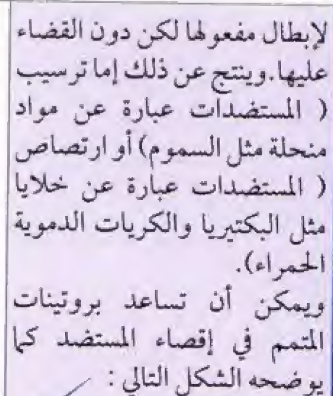 لإبطال مفعولها لكن دون القضاء
عليها.وينتج عن ذلك إما ترسيب
( المستضدات عبارة عن مواد
منحلة مثل السموم) أو ارتصاص
( المستضدات عبارة عن خلايا
مثل البكتيريا والكريات الدموية
الحمراء).
ويمكن أن تساعد بروتينات
المتمم في إقصاء المستضد كما
يوضحه الشكل التالي :